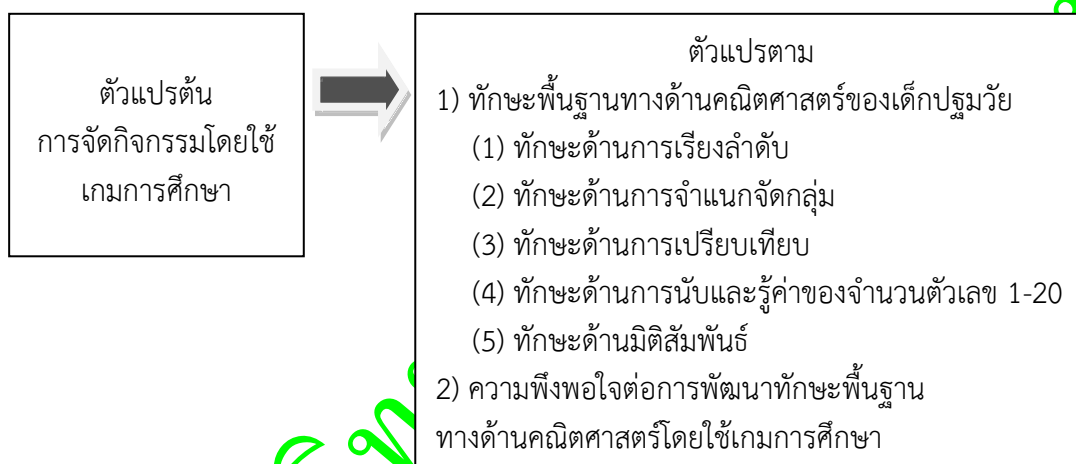 ตัวแปรต้น
การจัดกิจกรรมโดยใช้
เกมการศึกษา
ตัวแปรตาม
1) ทักษะพื้นฐานทางด้านคณิตศาสตร์ของเด็กปฐมวัย
(1) ทักษะด้านการเรียงลำดับ
(2) ทักษะด้านการจำแนกจัดกลุ่ม
(3) ทักษะด้านการเปรียบเทียบ
(4) ทักษะด้านการนับและรู้ค่าของจำนวนตัวเลข 1-20
(5) ทักษะด้านมิติสัมพันธ์
2) ความพึงพอใจต่อการพัฒนาทักษะพื้นฐาน
ทางด้านคณิตศาสตร์โดยใช้เกมการศึกษา